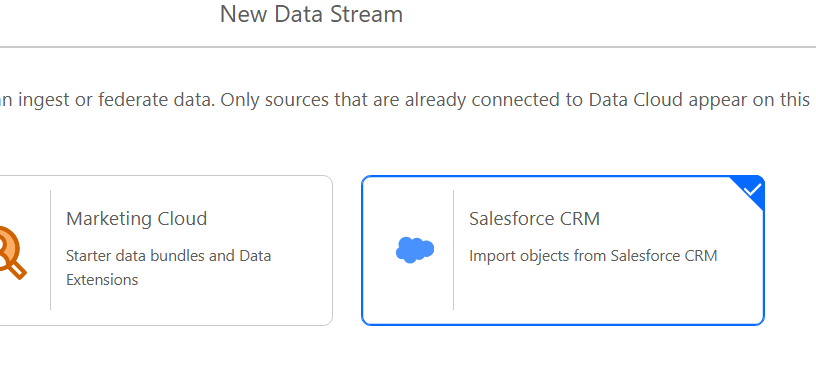 New Data Stream
n ingest or federate data. Only sources that are already connected to Data Cloud appear on this
Marketing Cloud
Starter data bundles and Data
Extensions
Salesforce CRM
Import objects from Salesforce CRM